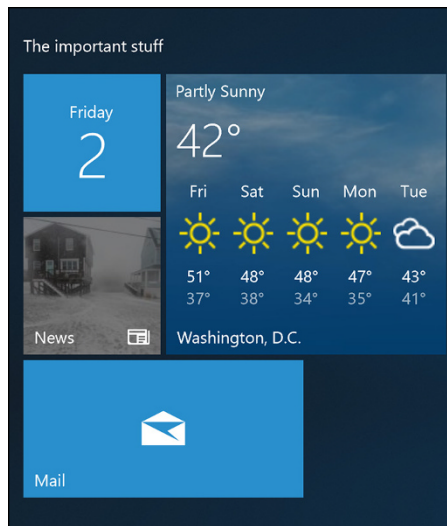 The important stuff
Friday
2
Partly Sunny
42°
Fri Sat Sun Mon Tue
51° 48° 48° 47° 43°
37° 38° 34° 35° 41°
Washington, D.C.
News
Mail